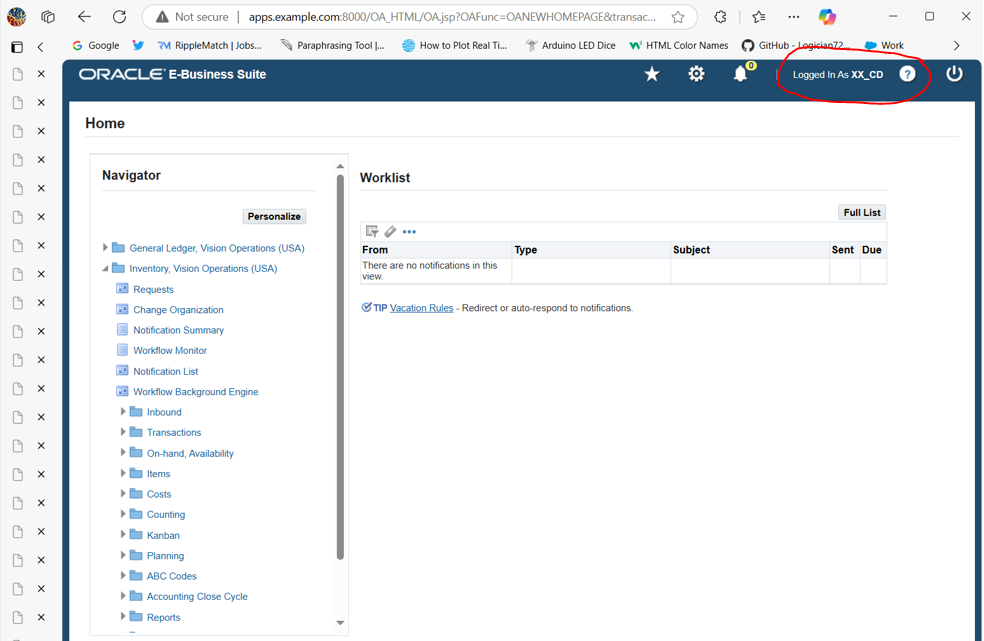 Not secure | apps.example.com:8000/OA_HTML/OA.jsp?OAFunc=OANEWHOMEPAGE&transac...
Google RippleMatch | Jobs... Paraphrasing Tool |... How to Plot Real Ti... Arduino LED Dice HTML Color Names GitHub - Logician72... Work
ORACLE E-Business Suite
0
Logged In As XX_CD ?
Home
Navigator
Personalize
General Ledger, Vision Operations (USA)
Inventory, Vision Operations (USA)
Requests
Change Organization
Notification Summary
Workflow Monitor
Notification List
Workflow Background Engine
Inbound
Transactions
On-hand, Availability
Items
Costs
Counting
Kanban
Planning
ABC Codes
Accounting Close Cycle
Reports
Worklist
Full List
From Type Subject Sent Due
There are no notifications in this
view.
TIP Vacation Rules - Redirect or auto-respond to notifications.